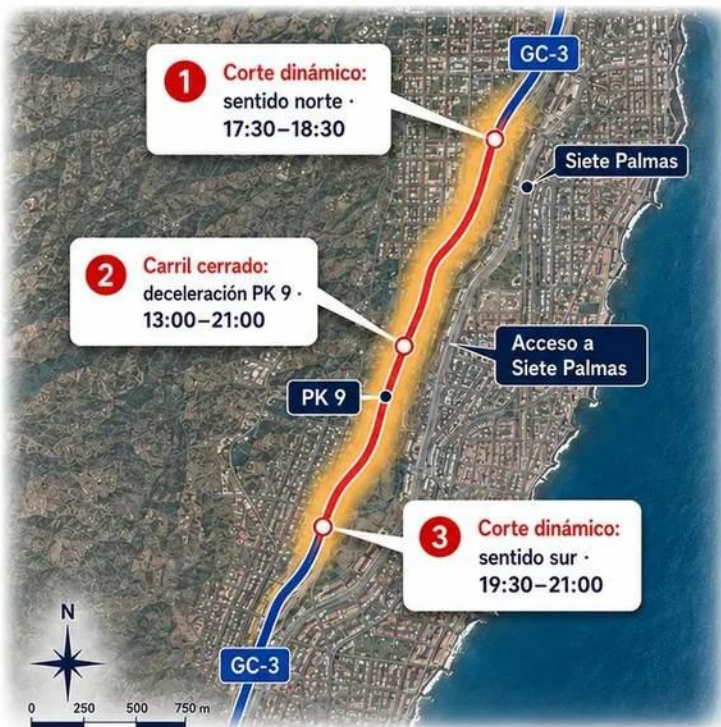 GC-3
1
Corte dinámico:
sentido norte ·
17:30–18:30
Siete Palmas
2
Carril cerrado:
deceleración PK 9 ·
13:00–21:00
Acceso a
Siete Palmas
PK 9
3
Corte dinámico:
sentido sur ·
19:30–21:00
N
GC-3
0 250 500 750 m